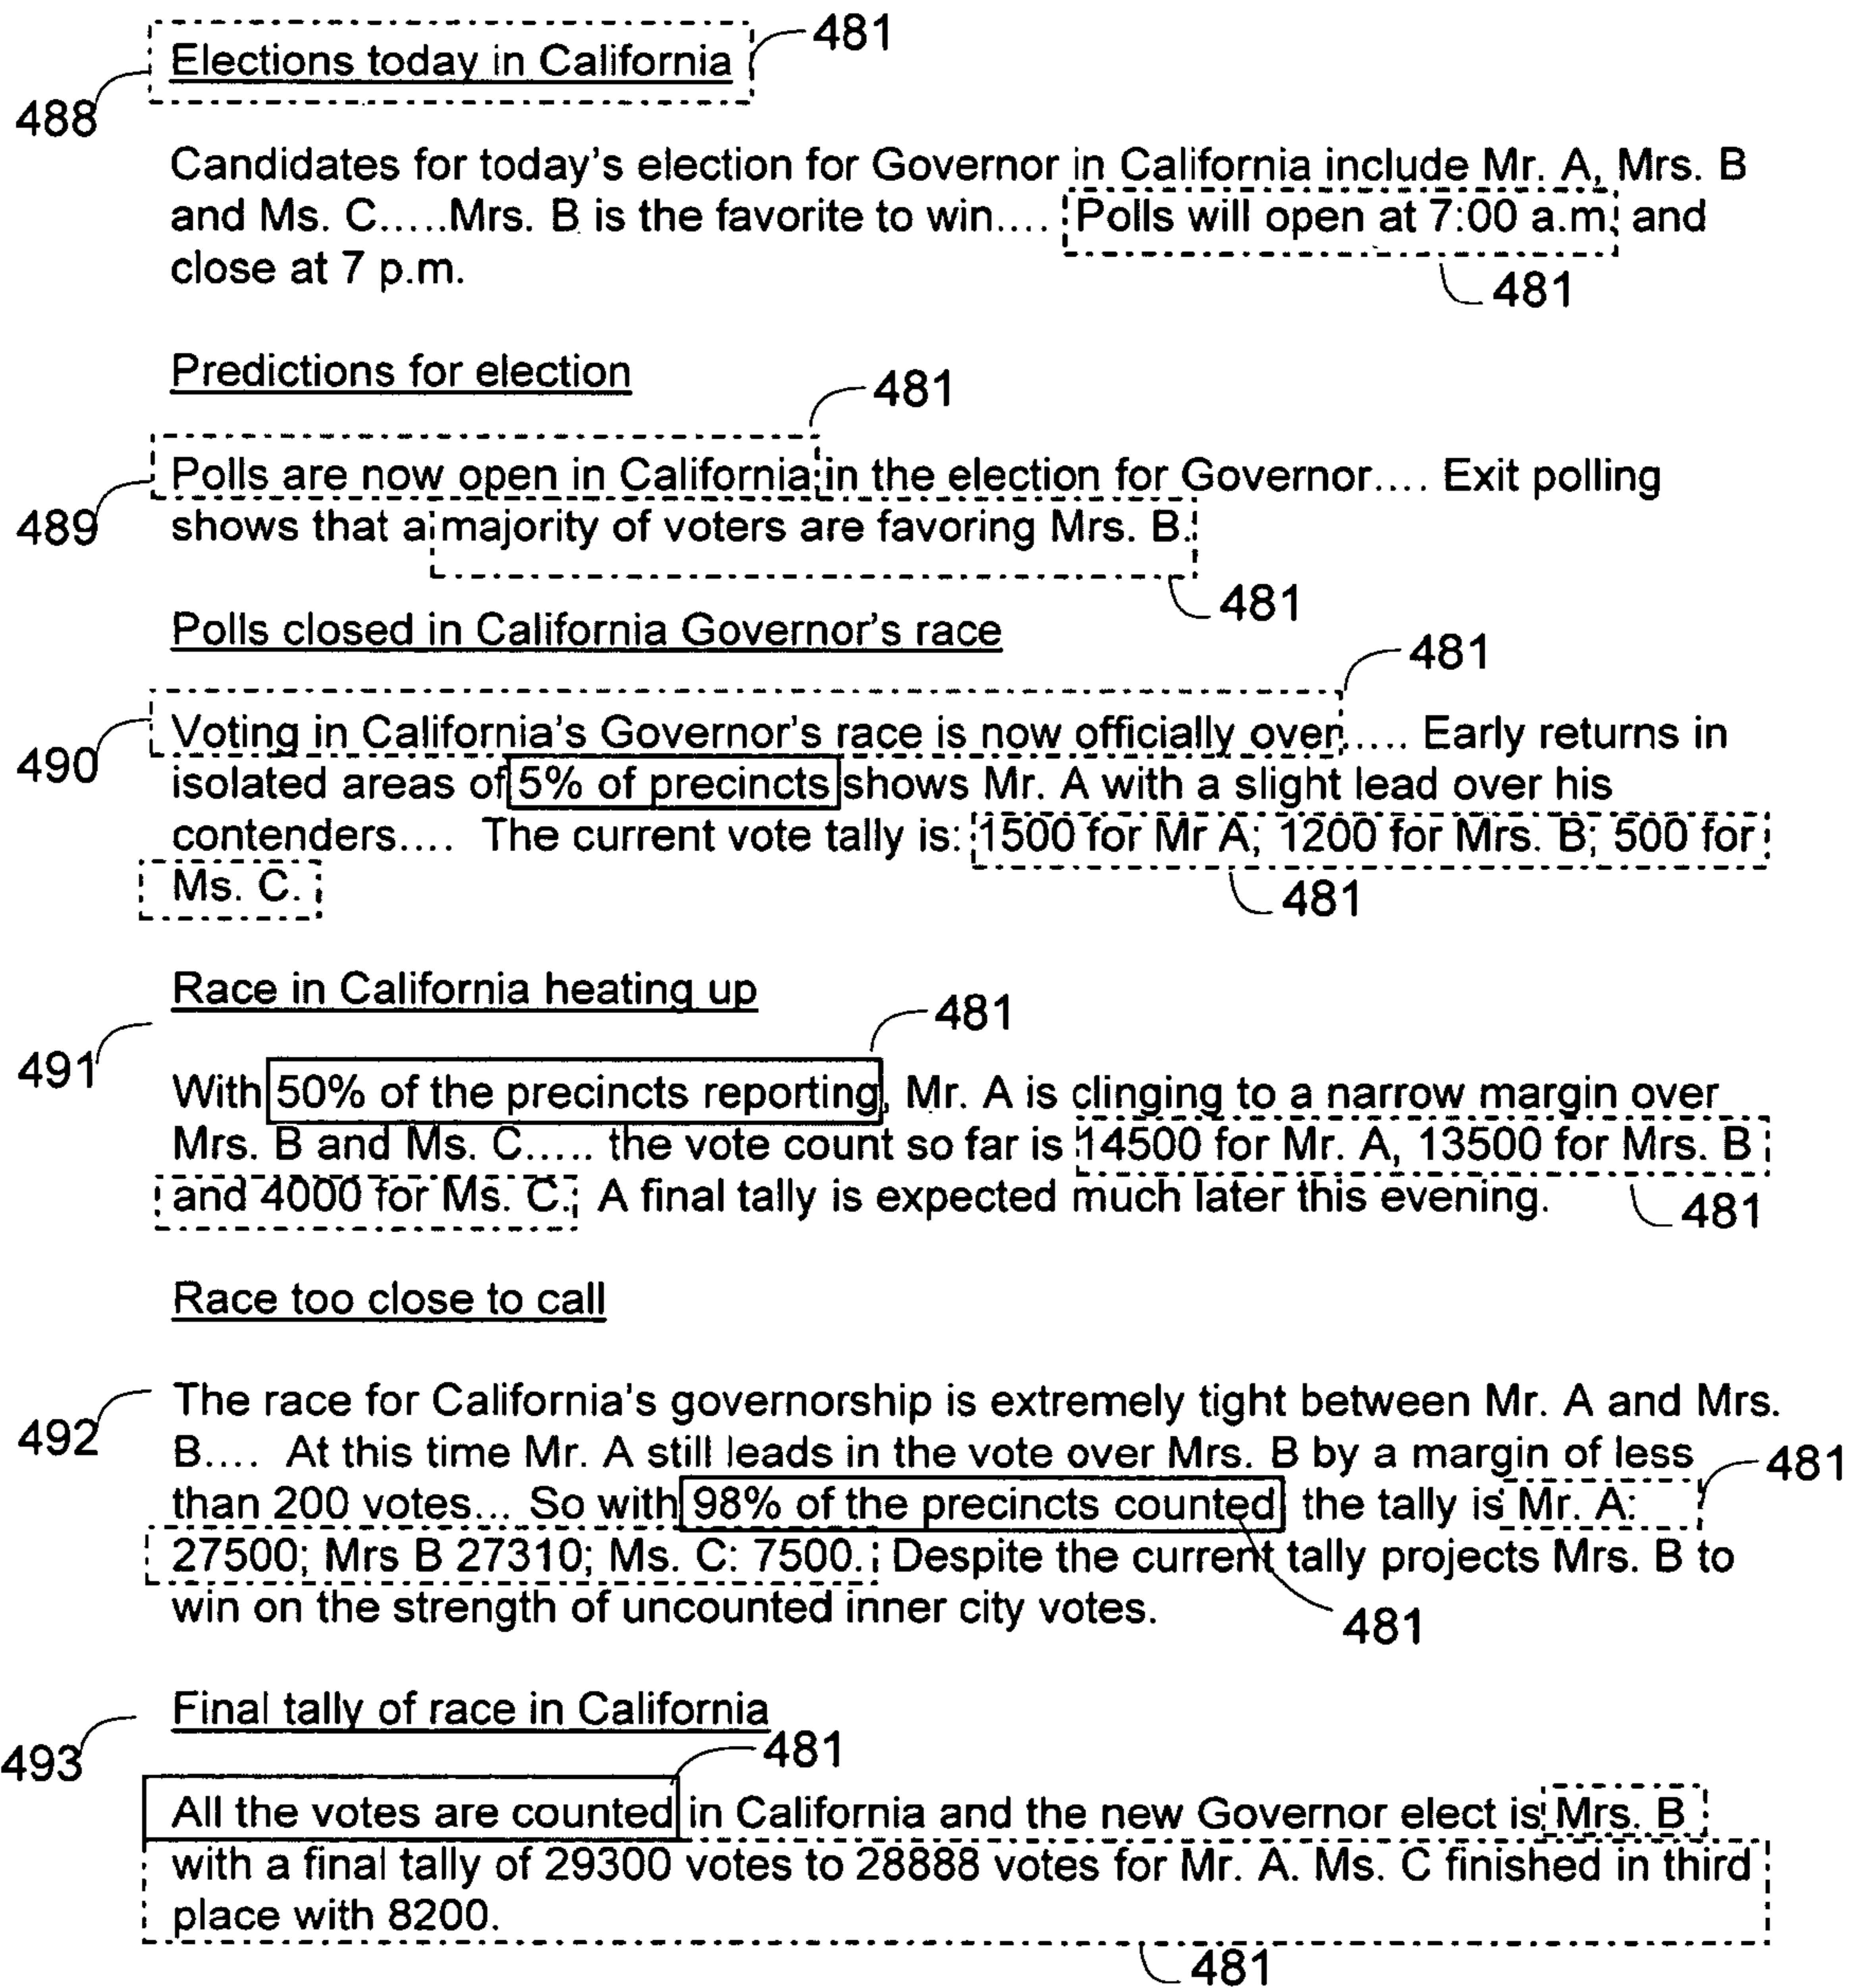 Elections today in California 481
488
Candidates for today's election for Governor in California include Mr. A, Mrs. B
and Ms. C.....Mrs. B is the favorite to win.... Polls will open at 7:00 a.m. and
close at 7 p.m.
481
Predictions for election
481
Polls are now open in California in the election for Governor.... Exit polling
489
shows that a majority of voters are favoring Mrs. B.
481
Polls closed in California Governor's race
481
Voting in California's Governor's race is now officially over..... Early returns in
490
isolated areas of 5% of precincts shows Mr. A with a slight lead over his
contenders.... The current vote tally is: 1500 for Mr A; 1200 for Mrs. B; 500 for
Ms. C.
481
Race in California heating up
481
491
With 50% of the precincts reporting, Mr. A is clinging to a narrow margin over
Mrs. B and Ms. C..... the vote count so far is 14500 for Mr. A, 13500 for Mrs. B
and 4000 for Ms. C. A final tally is expected much later this evening.
481
Race too close to call
The race for California's governorship is extremely tight between Mr. A and Mrs.
492
B.... At this time Mr. A still leads in the vote over Mrs. B by a margin of less
481
than 200 votes... So with 98% of the precincts counted the tally is Mr. A:
27500; Mrs B 27310; Ms. C: 7500. Despite the current tally projects Mrs. B to
win on the strength of uncounted inner city votes.
481
Final tally of race in California
493
481
All the votes are counted in California and the new Governor elect is Mrs. B
with a final tally of 29300 votes to 28888 votes for Mr. A. Ms. C finished in third
place with 8200.
481